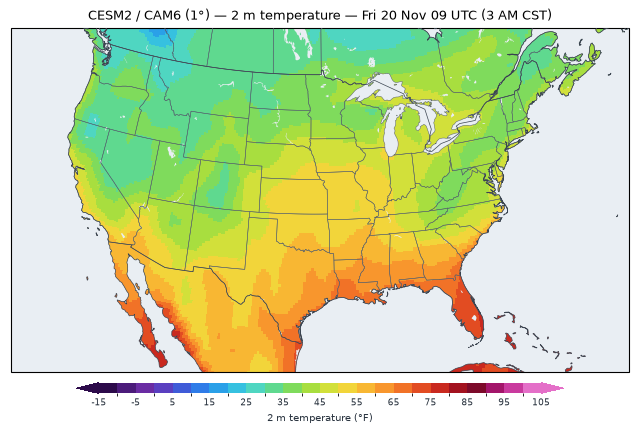 CESM2 / CAM6 (1°) — 2 m temperature — Fri 20 Nov 09 UTC (3 AM CST)
-15 -5 5 15 25 35 45 55 65 75 85 95 105
2 m temperature (°F)